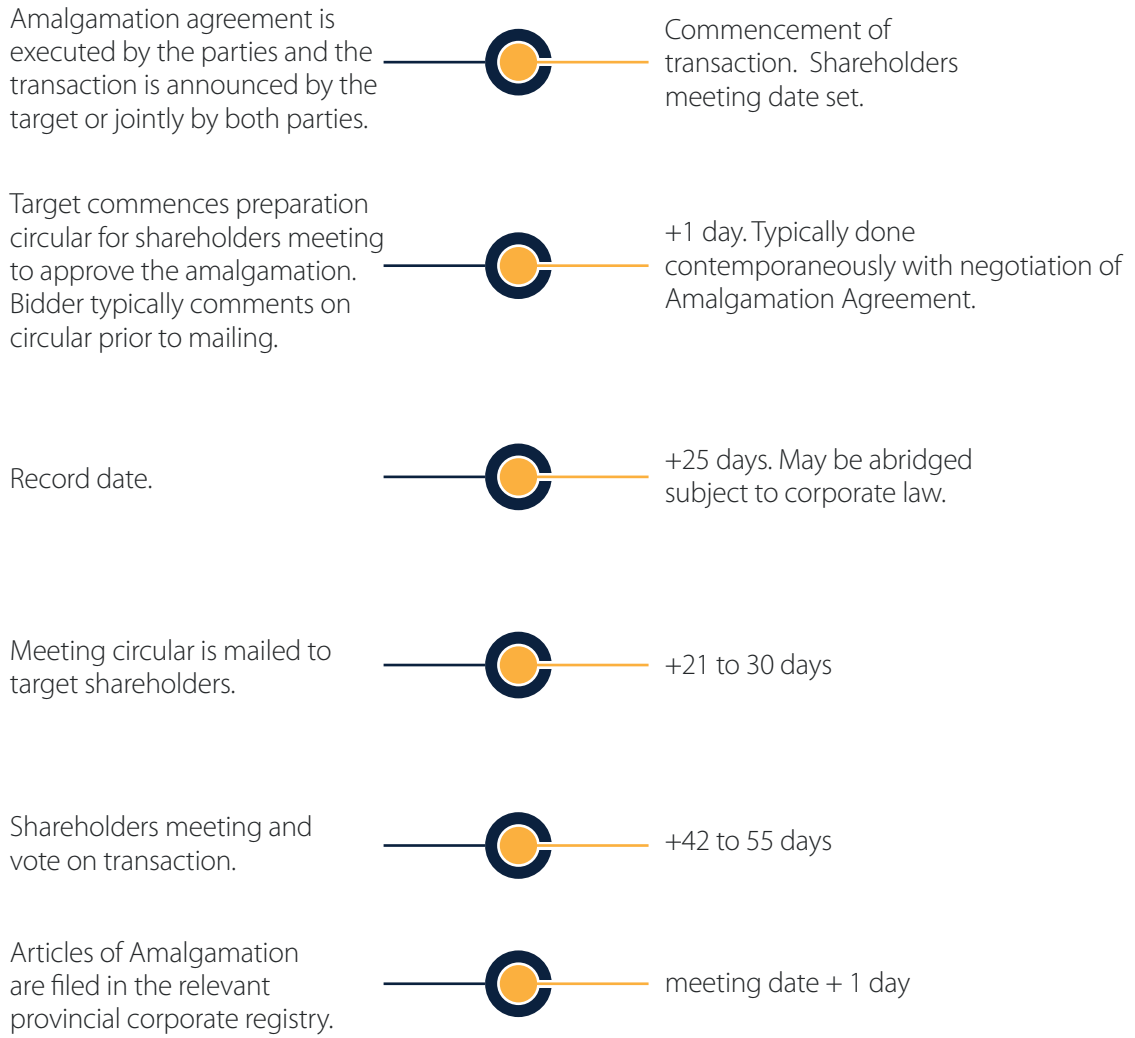 Amalgamation agreement is
executed by the parties and the
transaction is announced by the
target or jointly by both parties.
Commencement of
transaction.  Shareholders
meeting date set.
Target commences preparation
circular for shareholders meeting
to approve the amalgamation.
Bidder typically comments on
circular prior to mailing.
+1 day. Typically done
contemporaneously with negotiation of
Amalgamation Agreement.
Record date.
+25 days. May be abridged
subject to corporate law.
Meeting circular is mailed to
target shareholders.
+21 to 30 days
Shareholders meeting and
vote on transaction.
+42 to 55 days
Articles of Amalgamation
are filed in the relevant
provincial corporate registry.
meeting date + 1 day